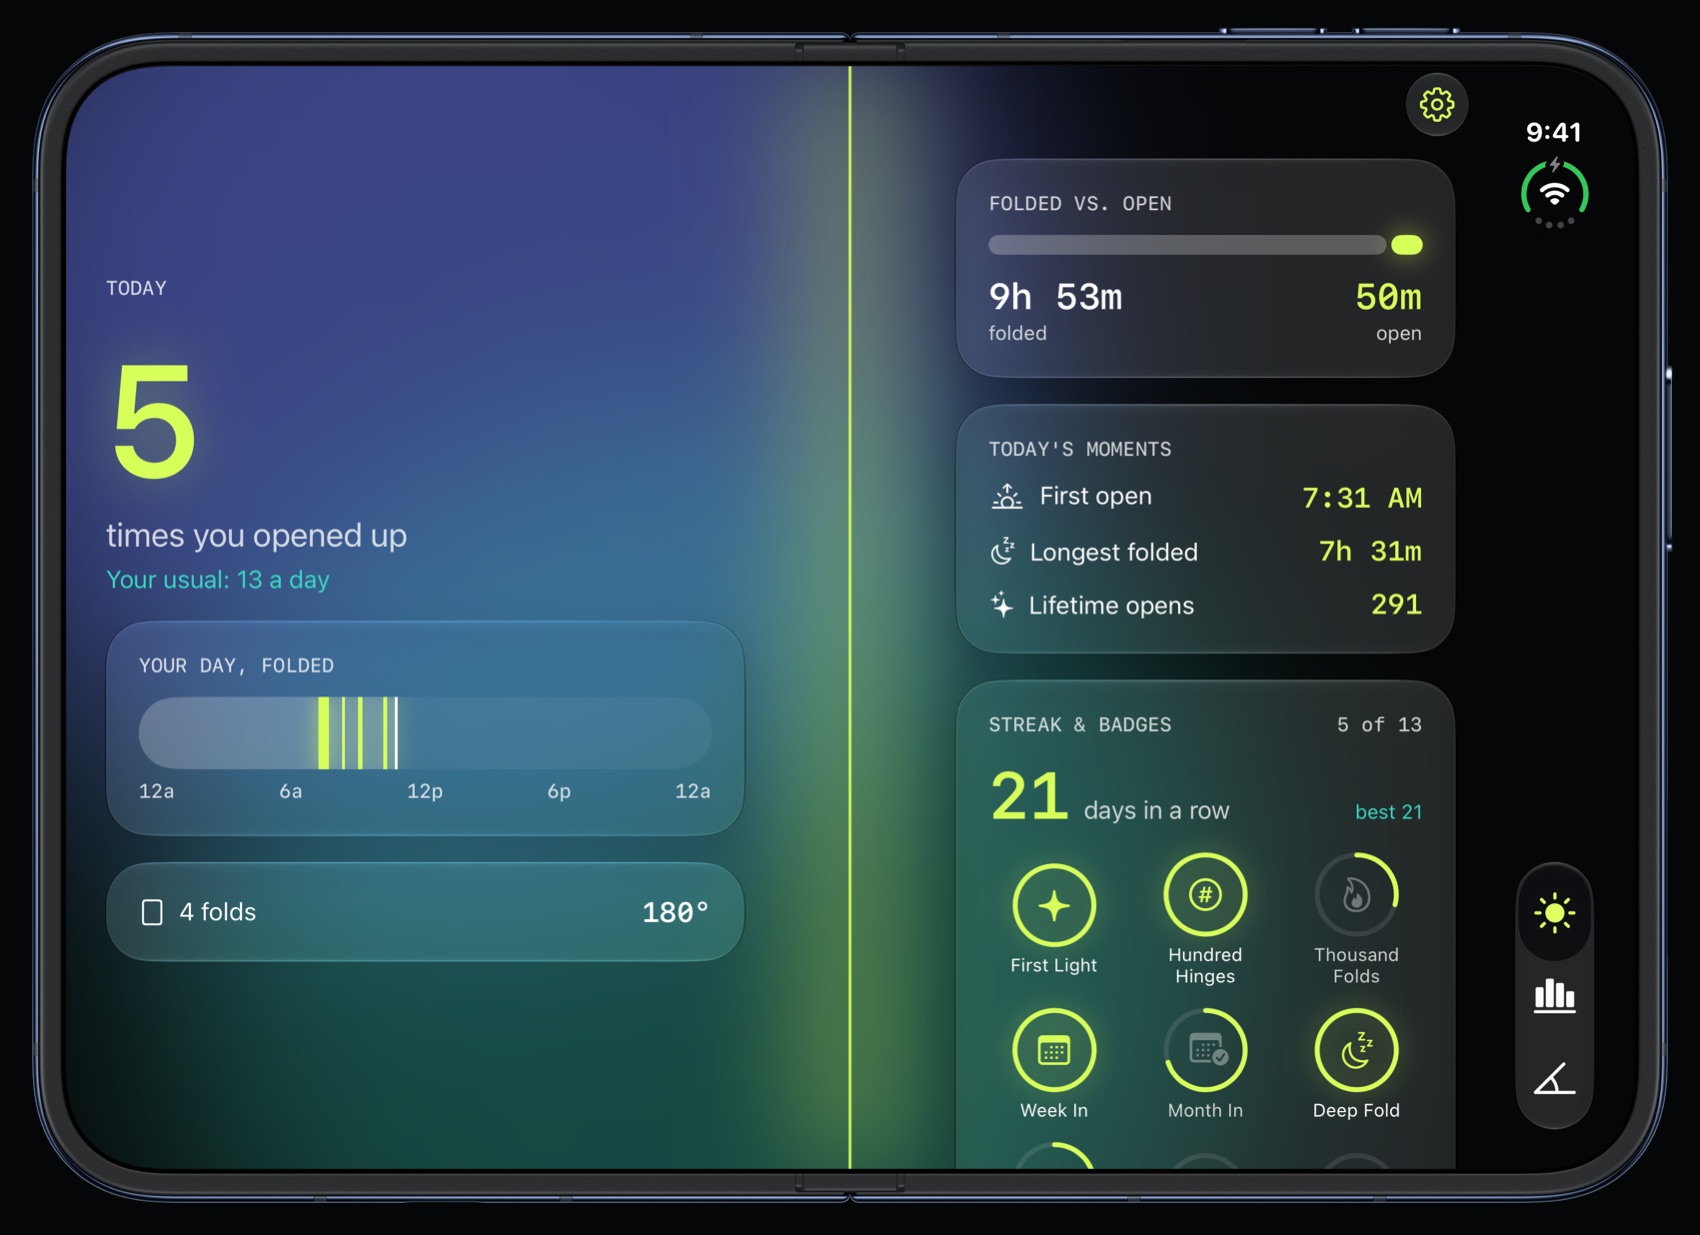 TODAY
5
times you opened up
Your usual: 13 a day
YOUR DAY, FOLDED
12a 6a 12p 6p 12a
4 folds 180°
9:41
FOLDED VS. OPEN
9h 53m 50m
folded open
TODAY'S MOMENTS
First open 7:31 AM
Longest folded 7h 31m
Lifetime opens 291
STREAK & BADGES 5 of 13
21 days in a row best 21
#
First Light
Hundred
Hinges
Thousand
Folds
zzz
Week In Month In Deep Fold